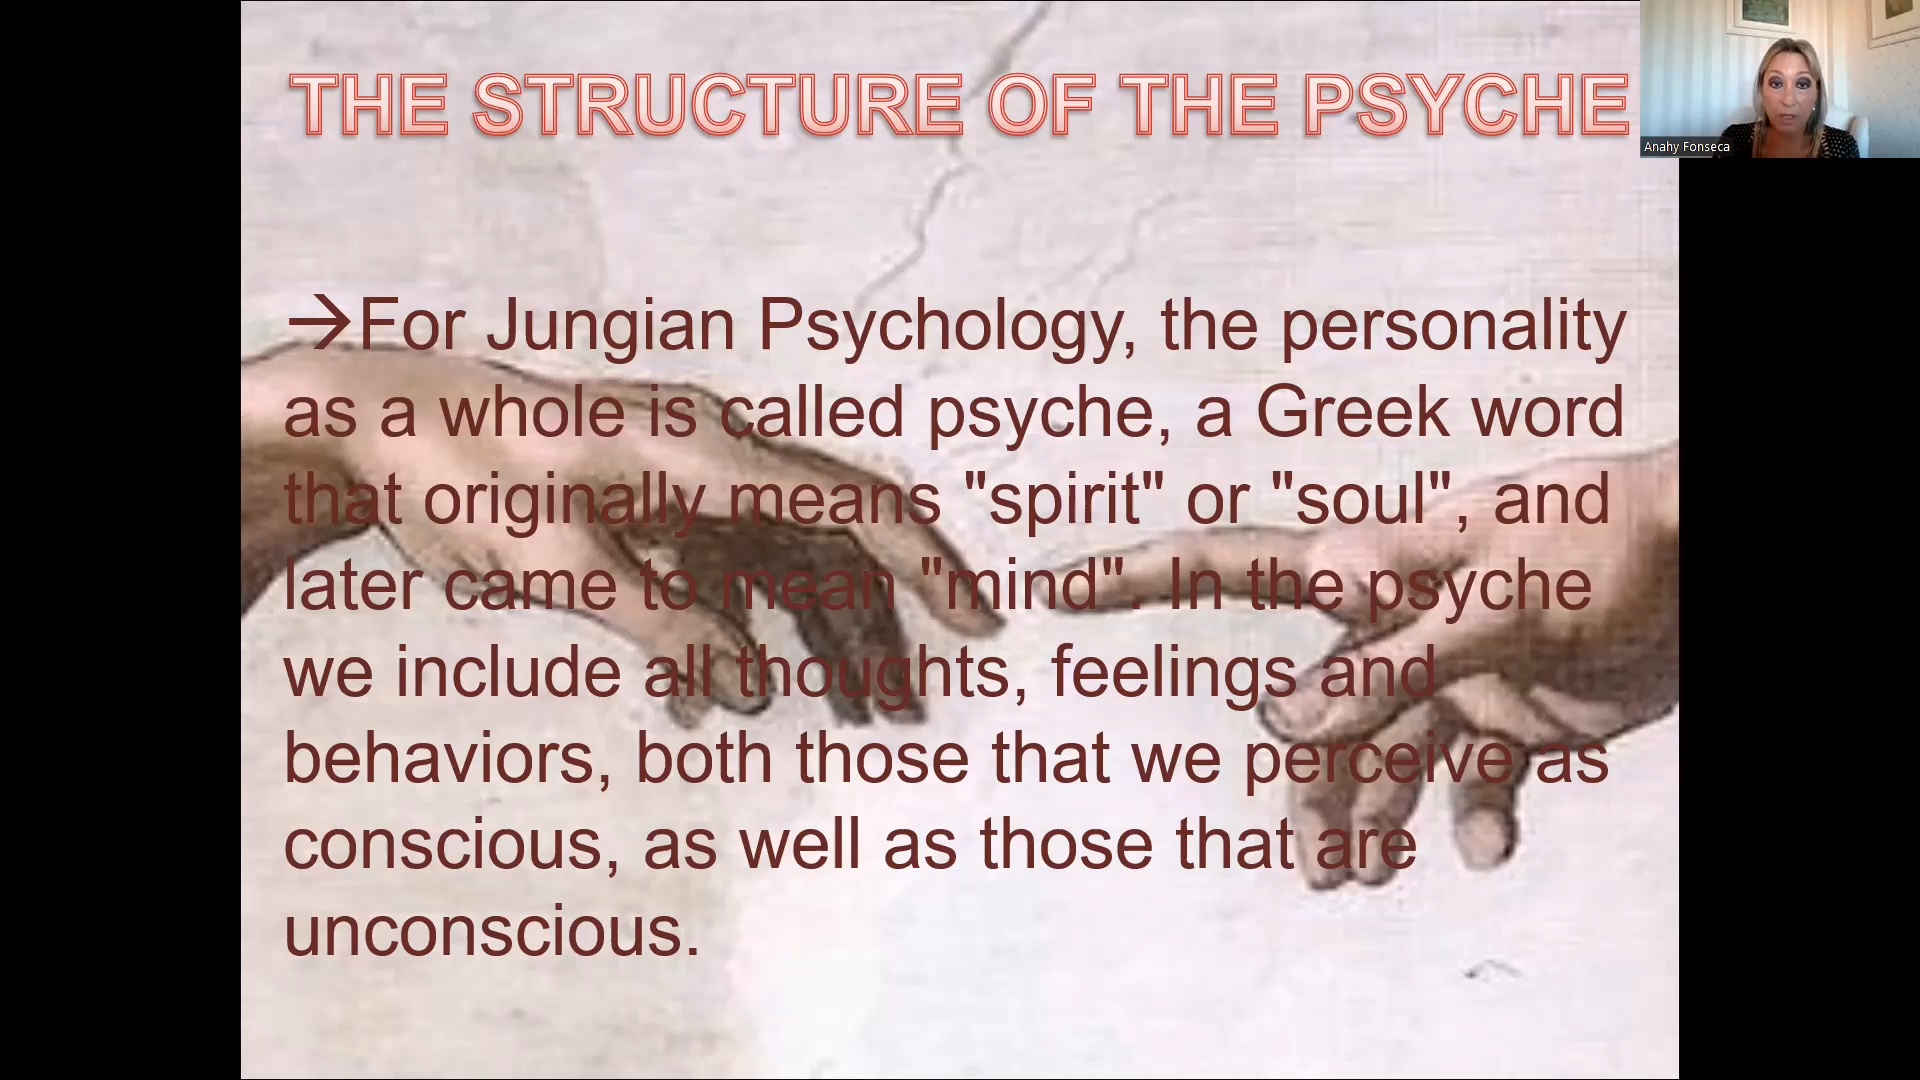 THE STRUCTURE OF THE PSYCHE
Anahy Fonseca
→For Jungian Psychology, the personality
as a whole is called psyche, a Greek word
that originally means "spirit" or "soul", and
later came to mean "mind". In the psyche
we include all thoughts, feelings and
behaviors, both those that we perceive as
conscious, as well as those that are
unconscious.